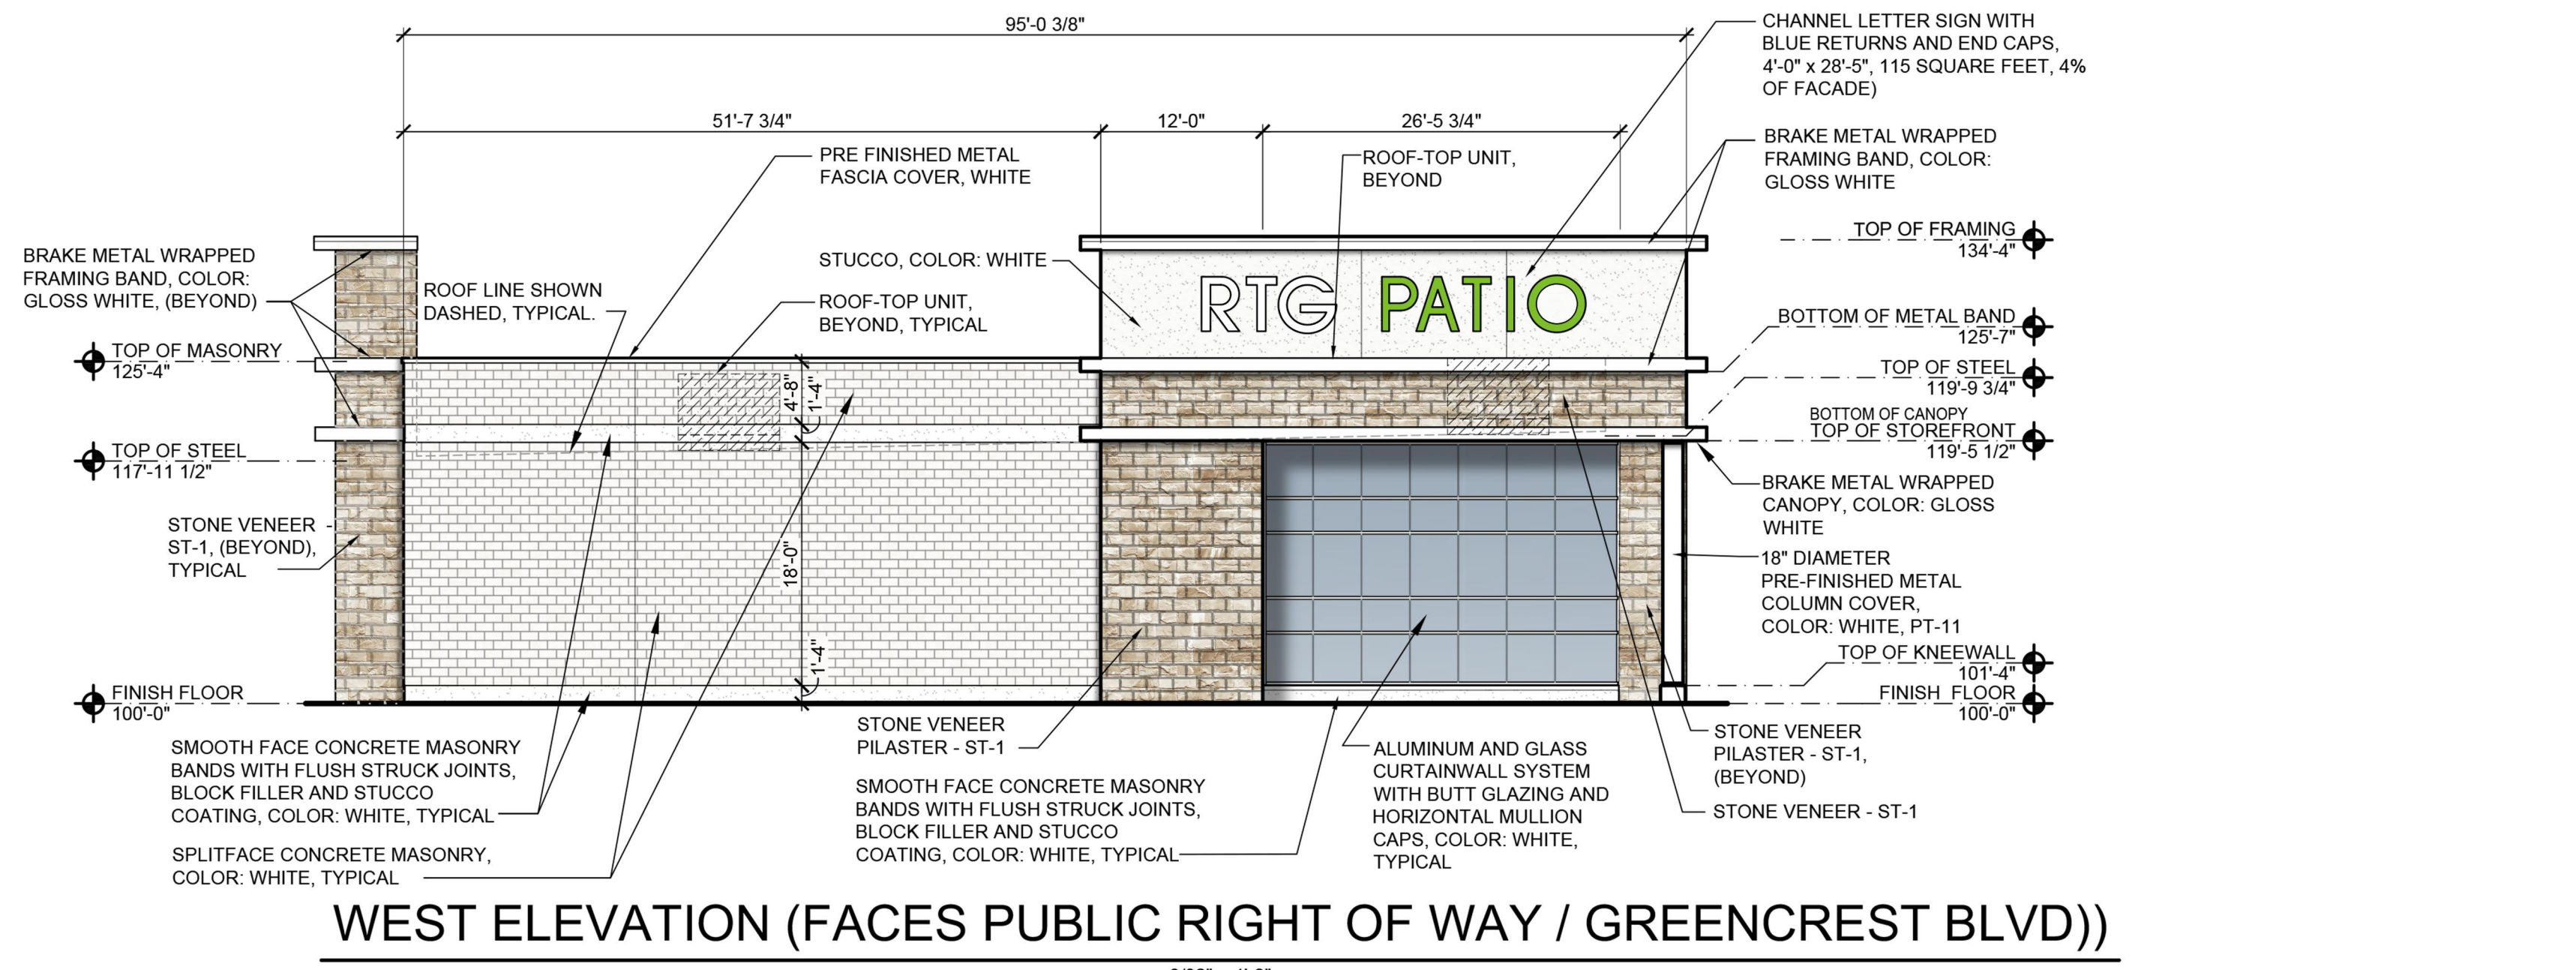 95'-0 3/8"
51'-7 3/4"
12'-0"
26'-5 3/4"
CHANNEL LETTER SIGN WITH
BLUE RETURNS AND END CAPS,
4'-0" x 28'-5", 115 SQUARE FEET, 4%
OF FACADE)
PRE FINISHED METAL
FASCIA COVER, WHITE
ROOF-TOP UNIT,
BEYOND
BRAKE METAL WRAPPED
FRAMING BAND, COLOR:
GLOSS WHITE
BRAKE METAL WRAPPED
FRAMING BAND, COLOR:
GLOSS WHITE, (BEYOND)
ROOF LINE SHOWN
DASHED, TYPICAL.
STUCCO, COLOR: WHITE
ROOF-TOP UNIT,
BEYOND, TYPICAL
RTG PATIO
TOP OF FRAMING
134'-4"
BOTTOM OF METAL BAND
125'-7"
TOP OF STEEL
119'-9 3/4"
BOTTOM OF CANOPY
TOP OF STOREFRONT
119'-5 1/2"
TOP OF MASONRY
125'-4"
TOP OF STEEL
117'-11 1/2"
4'-8"
1'-4"
18'-0"
1'-4"
STONE VENEER -
ST-1, (BEYOND),
TYPICAL
BRAKE METAL WRAPPED
CANOPY, COLOR: GLOSS
WHITE
18" DIAMETER
PRE-FINISHED METAL
COLUMN COVER,
COLOR: WHITE, PT-11
TOP OF KNEEWALL
101'-4"
FINISH FLOOR
100'-0"
FINISH FLOOR
100'-0"
SMOOTH FACE CONCRETE MASONRY
BANDS WITH FLUSH STRUCK JOINTS,
BLOCK FILLER AND STUCCO
COATING, COLOR: WHITE, TYPICAL
SPLITFACE CONCRETE MASONRY,
COLOR: WHITE, TYPICAL
STONE VENEER
PILASTER - ST-1
SMOOTH FACE CONCRETE MASONRY
BANDS WITH FLUSH STRUCK JOINTS,
BLOCK FILLER AND STUCCO
COATING, COLOR: WHITE, TYPICAL
ALUMINUM AND GLASS
CURTAINWALL SYSTEM
WITH BUTT GLAZING AND
HORIZONTAL MULLION
CAPS, COLOR: WHITE,
TYPICAL
STONE VENEER
PILASTER - ST-1,
(BEYOND)
STONE VENEER - ST-1
WEST ELEVATION (FACES PUBLIC RIGHT OF WAY / GREENCREST BLVD))